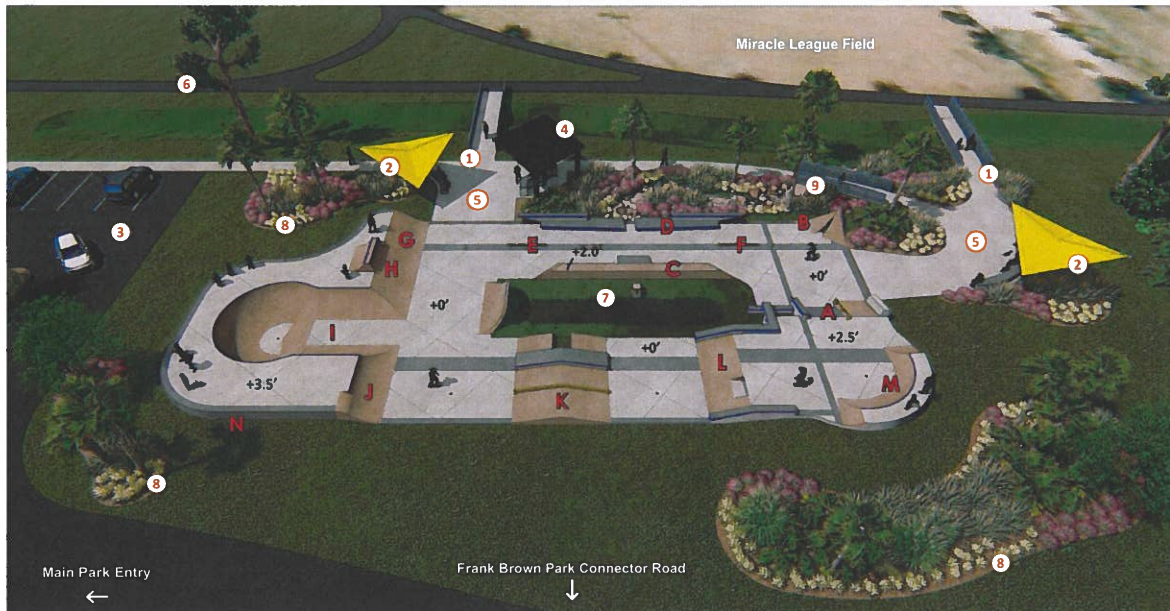 Miracle League Field
6
4
1
2
9
1
5
8
3
B
D
G
E
F
5
+2.0'
2
H
C
+0'
7
+0'
A
I
+0'
+2.5'
L
M
+3.5'
J
K
N
8
8
Main Park Entry
←
Frank Brown Park Connector Road
↓